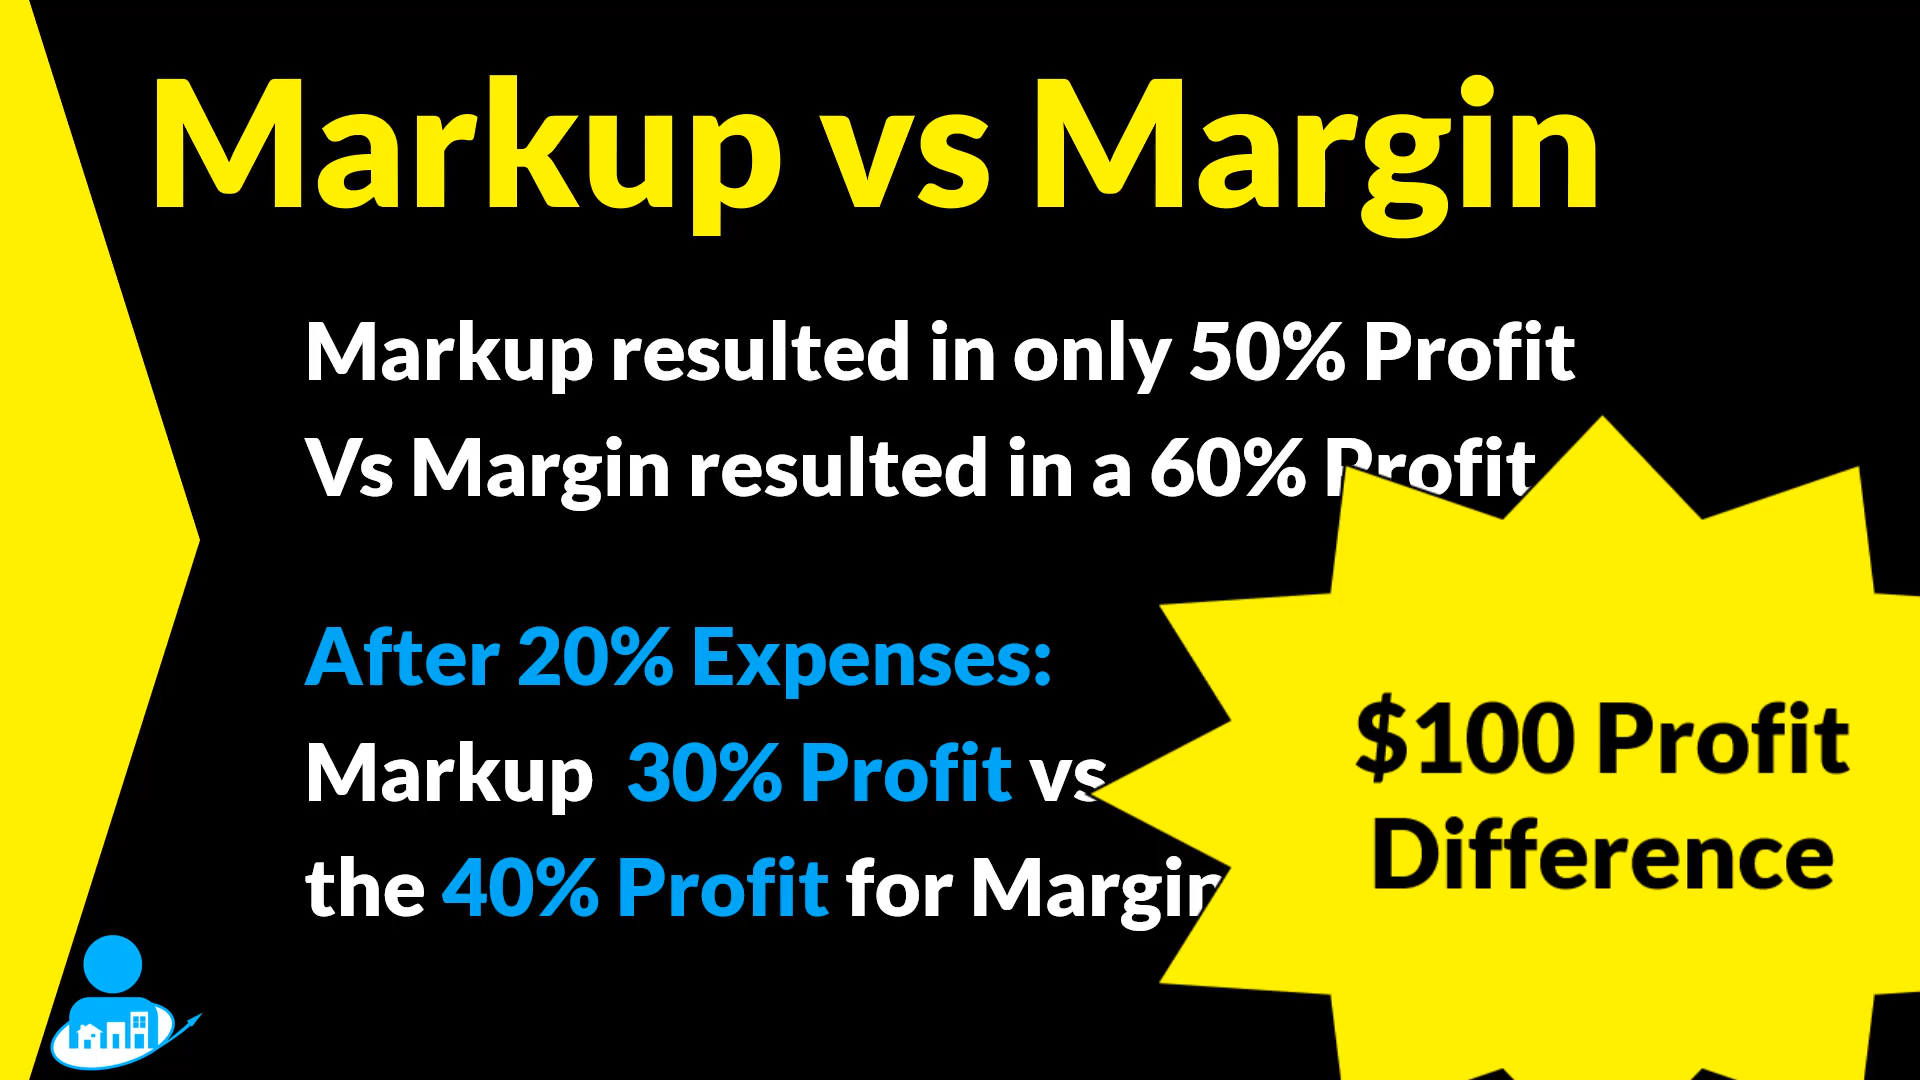 Markup vs Margin
Markup resulted in only 50% Profit
Vs Margin resulted in a 60% Profit
After 20% Expenses:
Markup 30% Profit vs
the 40% Profit for Margin
$100 Profit
Difference